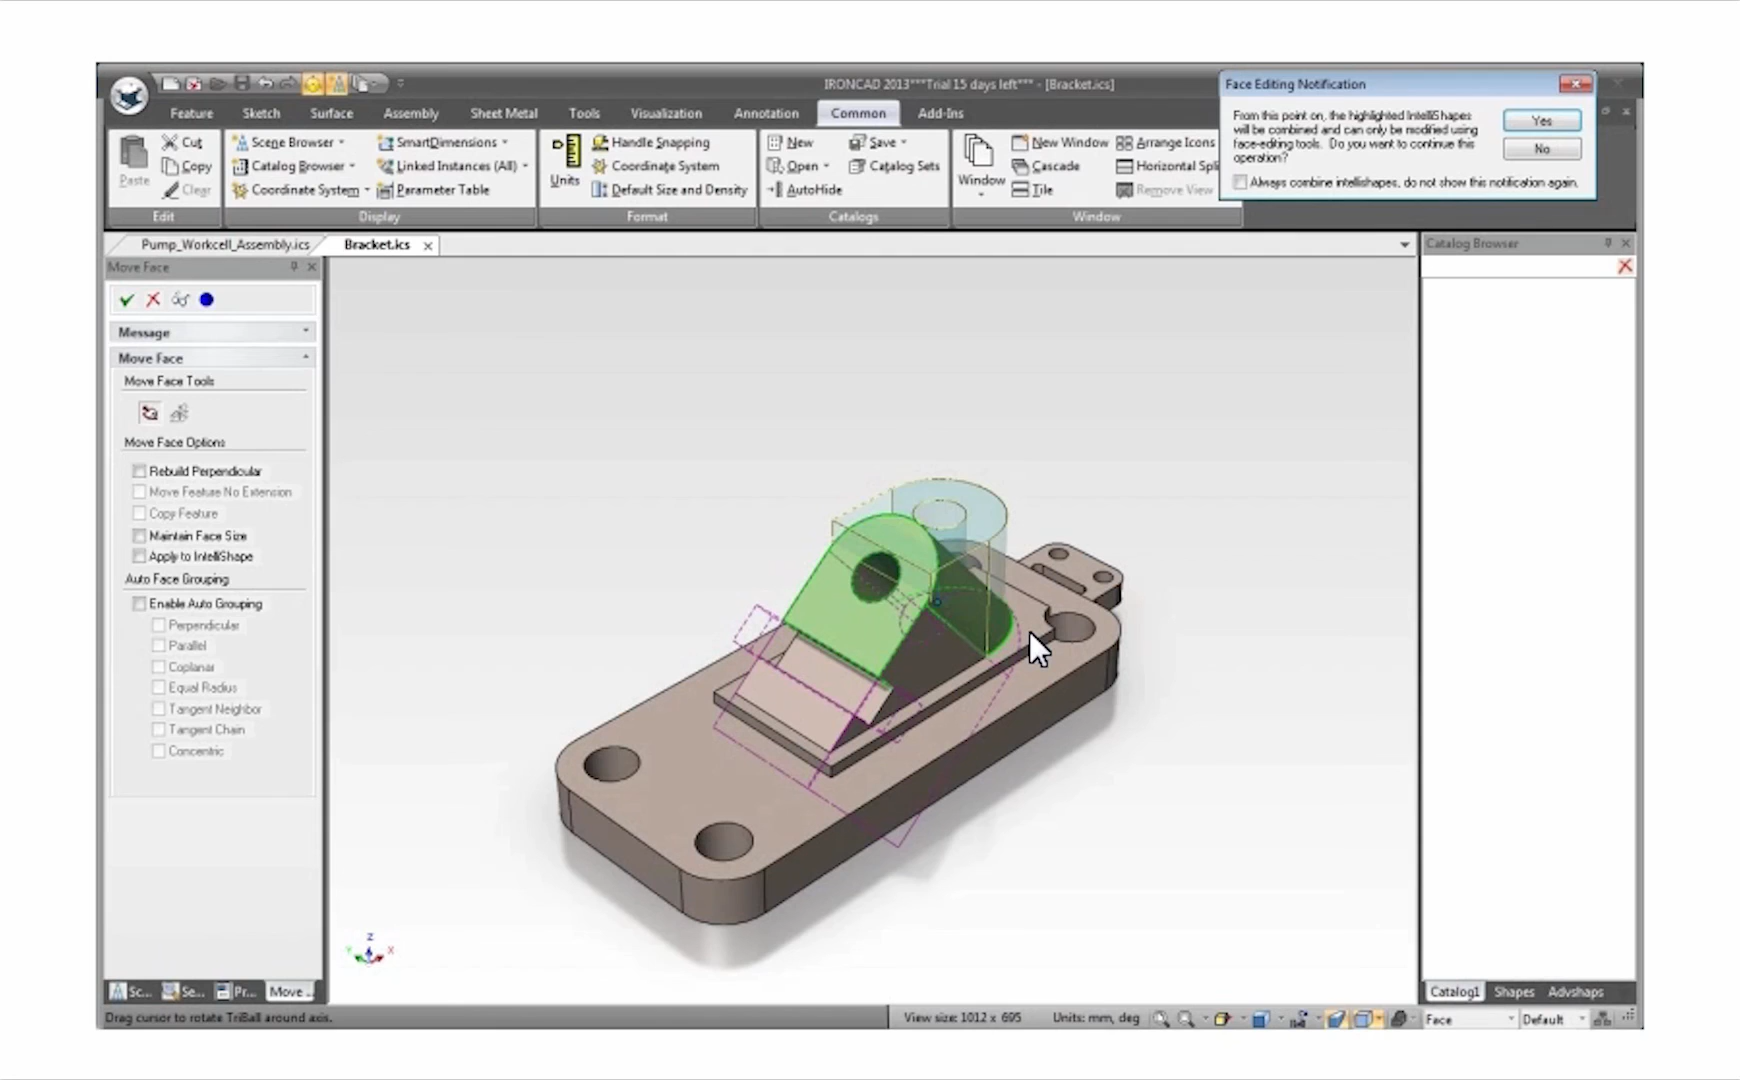 IRONCAD 2013***Trial 15 days left*** - [Bracket.ics]
Feature Sketch Surface Assembly Sheet Metal Tools Visualization Annotation Common Add-Ins
Paste
Cut
Copy
Clear
Edit
Scene Browser
Catalog Browser
Coordinate System
SmartDimensions
Linked Instances (All)
Parameter Table
Display
Units
Handle Snapping
Coordinate System
Default Size and Density
Format
New
Open
AutoHide
Save
Catalog Sets
Catalogs
Window
New Window
Cascade
Tile
Arrange Icons
Horizontal Spli
Remove View
Window
Face Editing Notification
From this point on, the highlighted IntelliShapes
will be combined and can only be modified using
face-editing tools. Do you want to continue this
operation?
Yes
No
Always combine intellishapes, do not show this notification again.
Pump_Workcell_Assembly.ics Bracket.ics
Move Face
Message
Move Face
Move Face Tools
Move Face Options
Rebuild Perpendicular
Move Feature No Extension
Copy Feature
Maintain Face Size
Apply to IntelliShape
Auto Face Grouping
Enable Auto Grouping
Perpendicular
Parallel
Coplanar
Equal Radius
Tangent Neighbor
Tangent Chain
Concentric
Z
Y X
Catalog Browser
Sc... Se... Pr... Move ...
Catalog1 Shapes Advshaps
Drag cursor to rotate TriBall around axis.
View size: 1012 x 695 Units: mm, deg Face Default